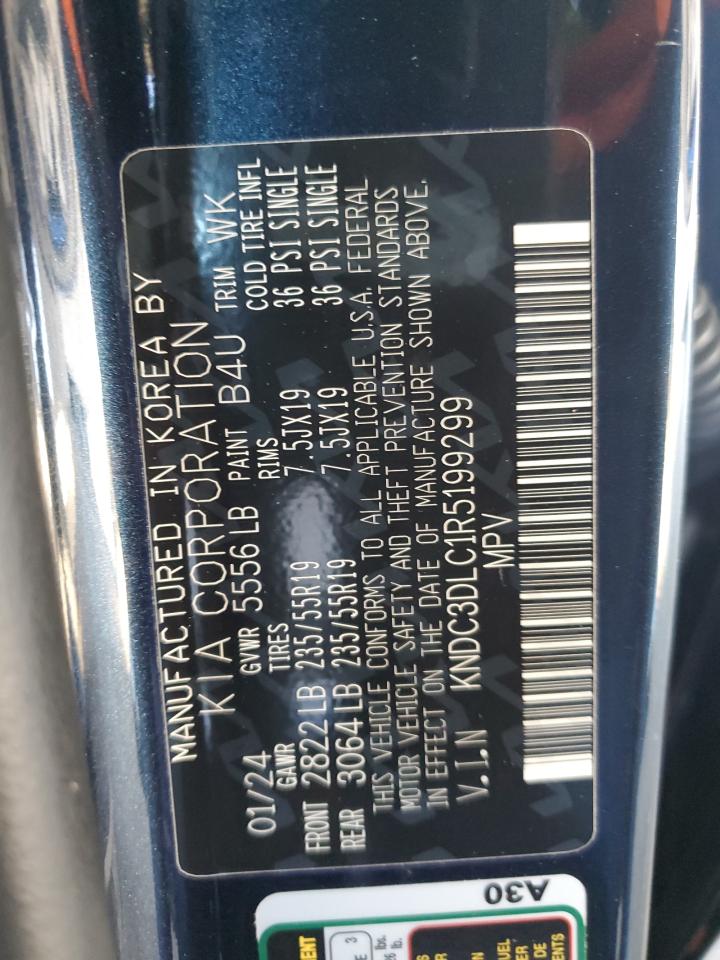 MANUFACTURED IN KOREA BY
KIA CORPORATION
01/24 GVWR 5556 LB PAINT B4U TRIM WK
GAWR TIRES RIMS COLD TIRE INFL
FRONT 2822 LB 235/55R19 7.5JX19 36 PSI SINGLE
REAR 3064 LB 235/55R19 7.5JX19 36 PSI SINGLE
THIS VEHICLE CONFORMS TO ALL APPLICABLE U.S.A. FEDERAL
MOTOR VEHICLE SAFETY AND THEFT PREVENTION STANDARDS
IN EFFECT ON THE DATE OF MANUFACTURE SHOWN ABOVE.
V.I.N KNDC3DLC1R5199299
MPV
A30
3
lbs.